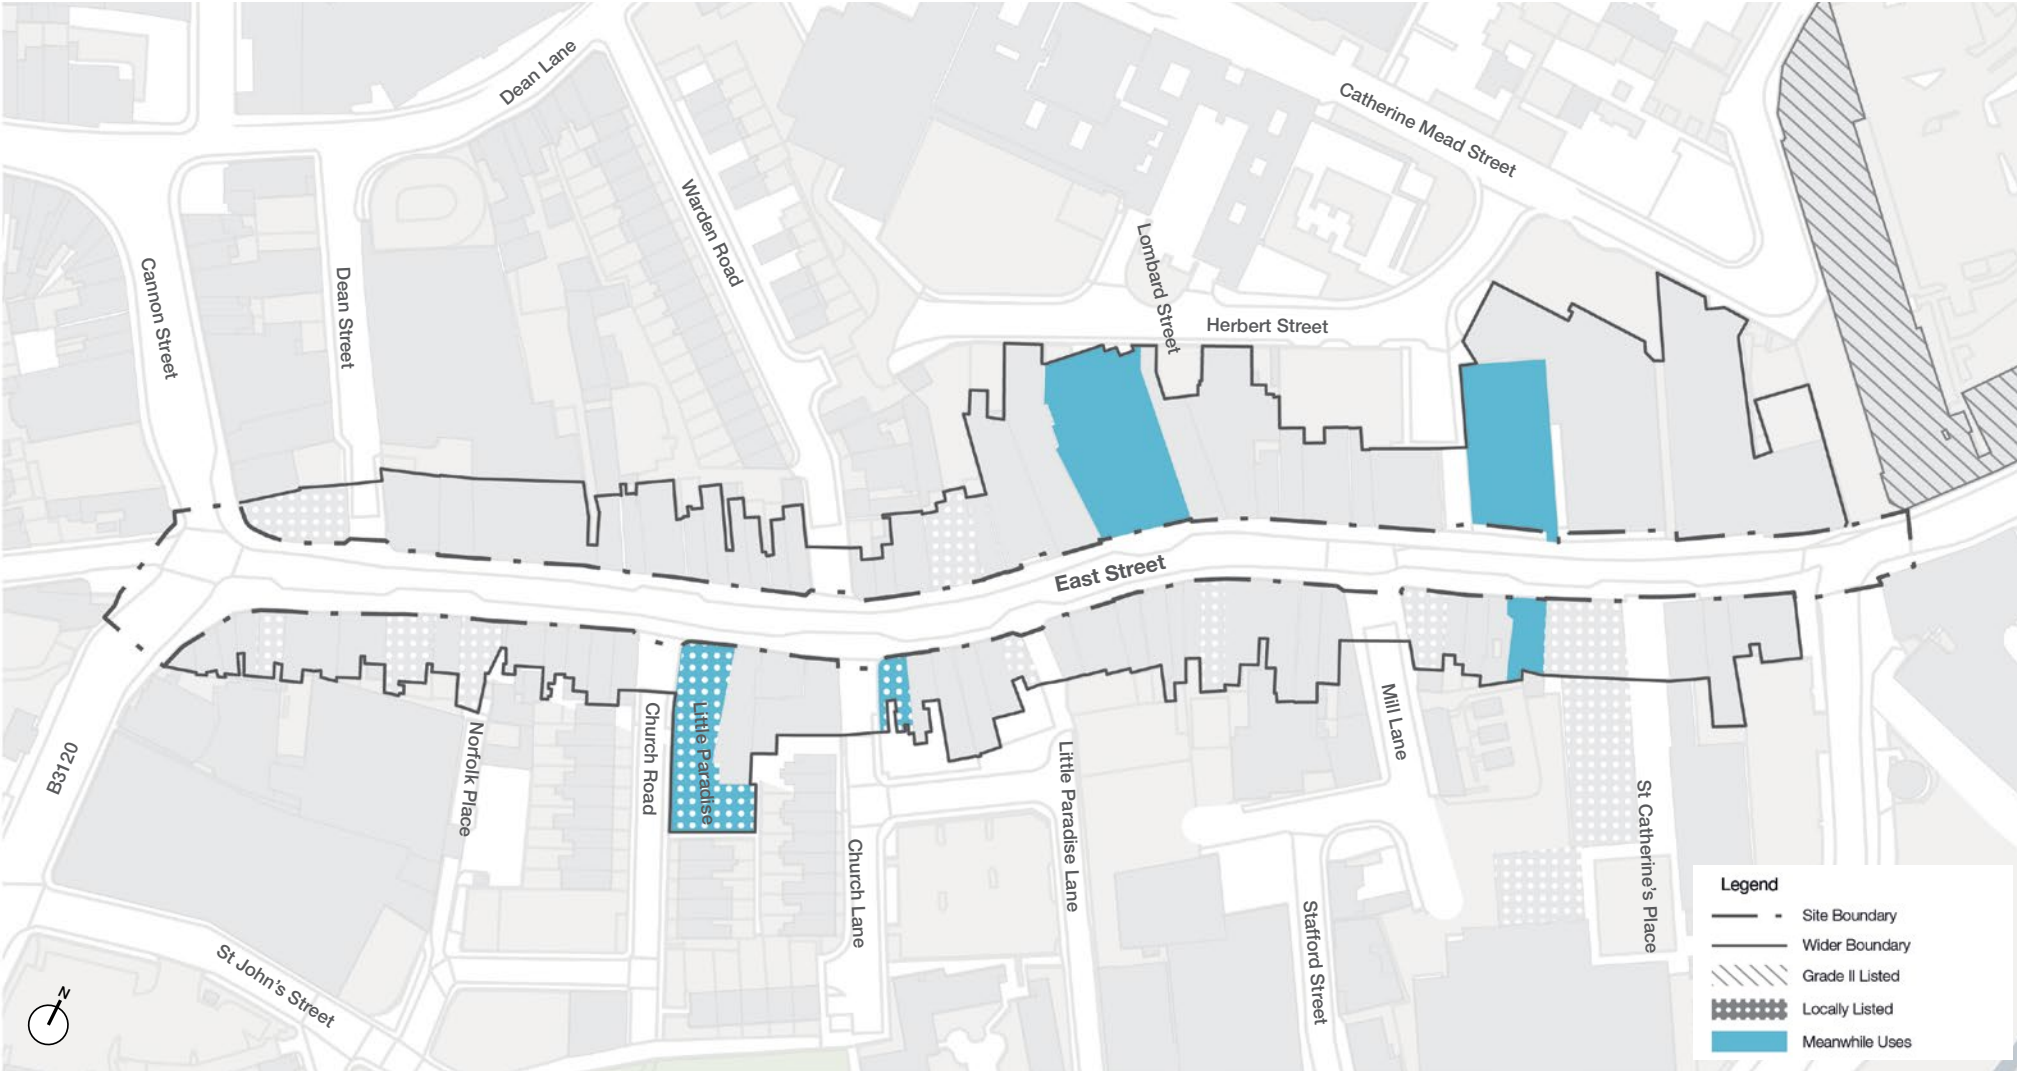 Dean Lane
Catherine Mead Street
Warden Road
Cannon Street
Dean Street
Lombard Street
Herbert Street
East Street
B3120
Norfolk Place
Church Road
Little Paradise
Church Lane
Little Paradise Lane
Mill Lane
Stafford Street
St Catherine's Place
St John's Street
N
Legend
Site Boundary
Wider Boundary
Grade II Listed
Locally Listed
Meanwhile Uses